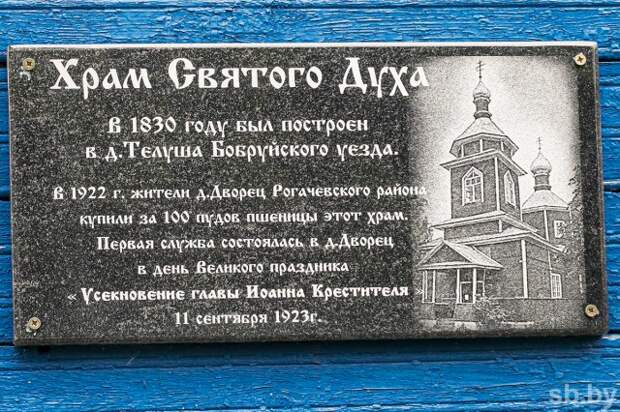 Храм Святого Духа
В 1830 году был построен
в д.Телуша Бобруйского уезда.
В 1922 г. жители д.Дворец Рогачевского района
купили за 100 пудов пшеницы этот храм.
Первая служба состоялась в д.Дворец
в день Великого праздника
« Усекновение главы Иоанна Крестителя »
11 сентября 1923г.
sb.by